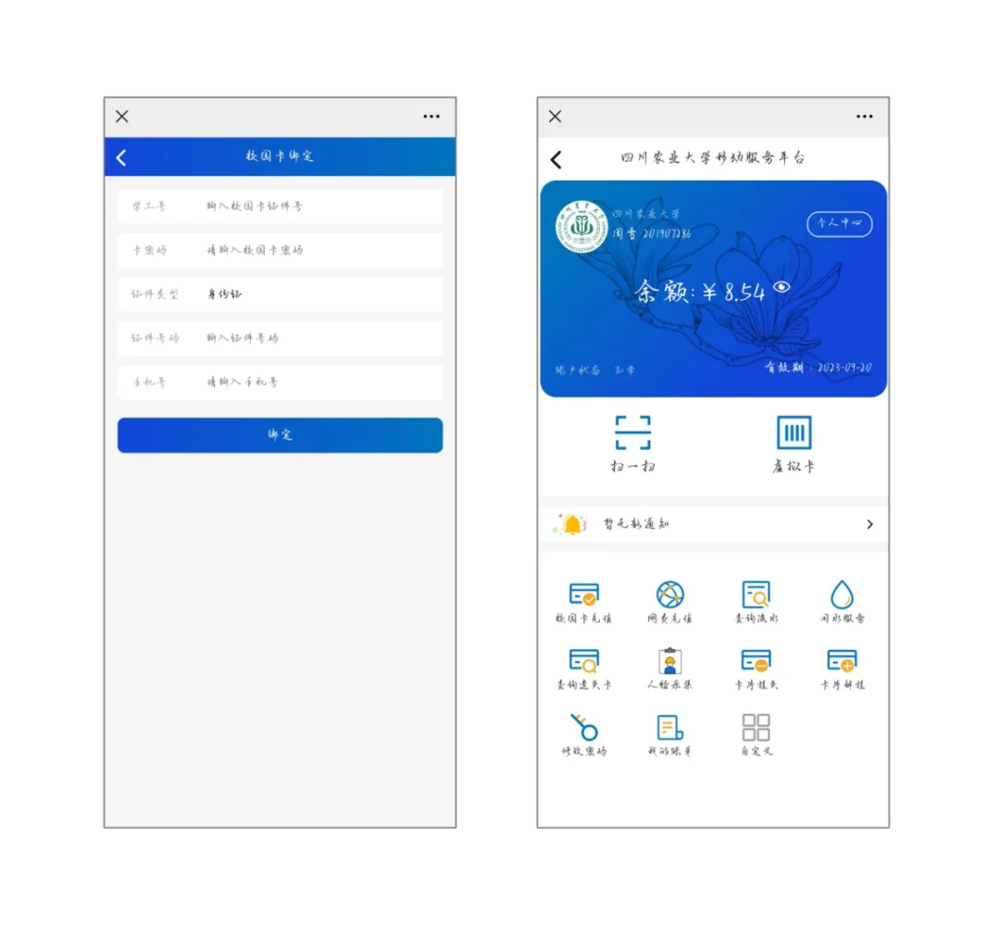 校园卡绑定
学工号 输入校园卡证件号
卡密码 请输入校园卡密码
证件类型 身份证
证件号码 输入证件号码
手机号 请输入手机号
绑定
四川农业大学移动服务平台
四川农业大学
周雪 201907286
个人中心
余额:￥8.54
账户状态 正常
有效期:2023-09-20
扫一扫 虚拟卡
暂无新通知
校园卡充值 网费充值 查询流水 用水服务
查询遗失卡 人脸采集 卡片挂失 卡片解挂
修改密码 我的账单 自定义